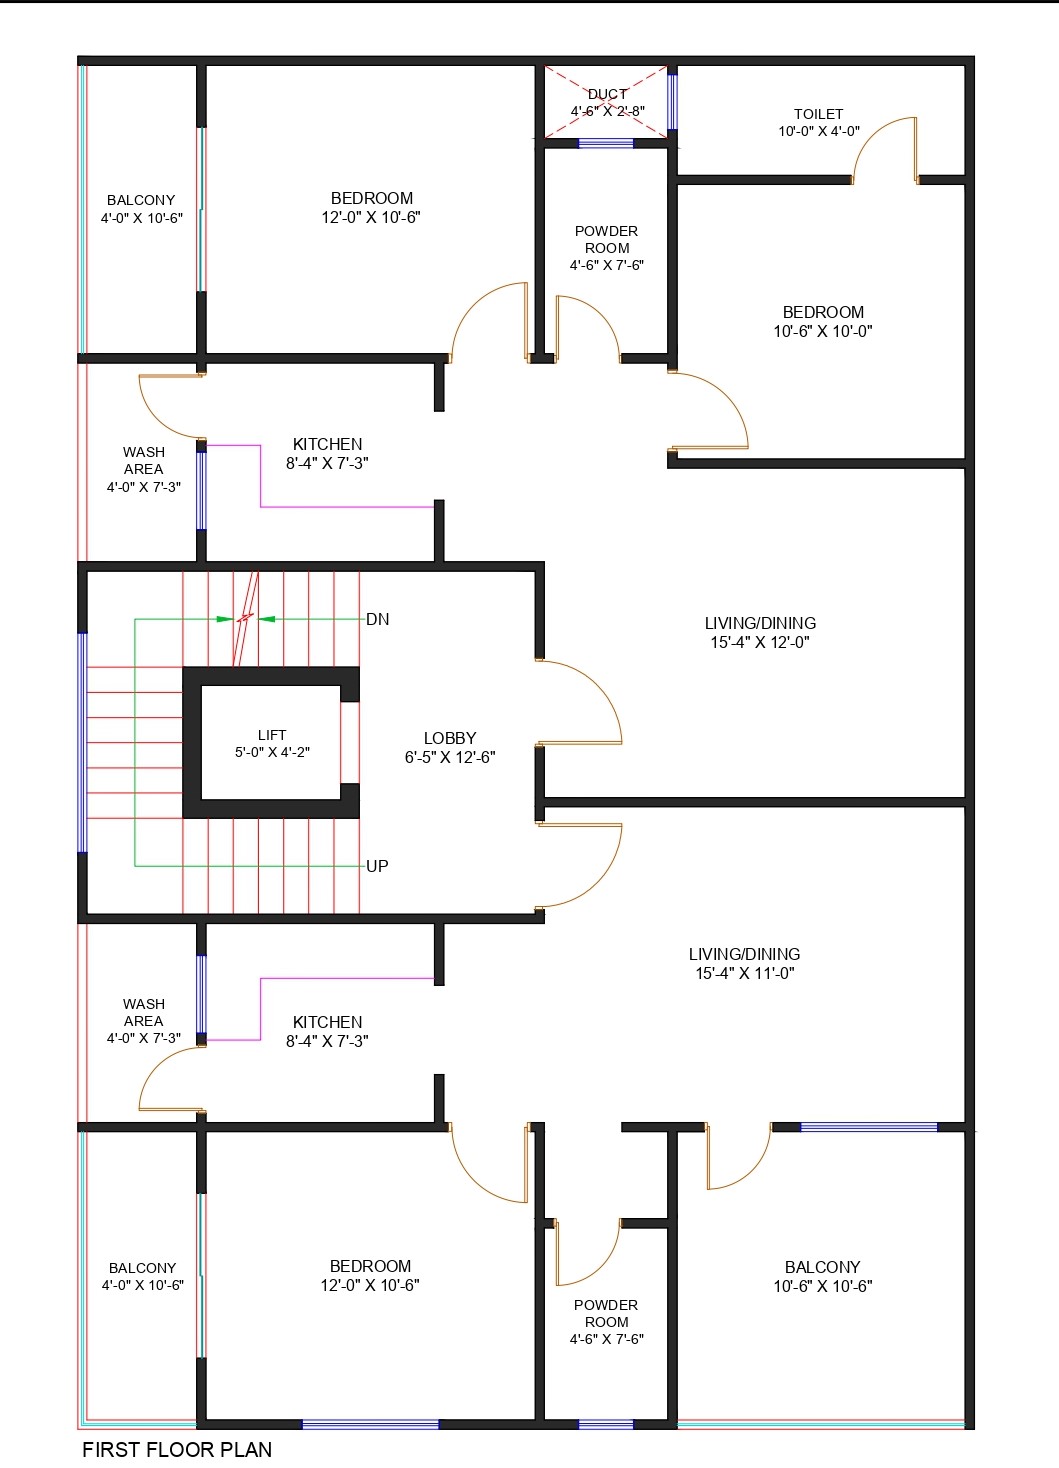 DUCT
4'-6" X 2'-8"
TOILET
10'-0" X 4'-0"
BALCONY
4'-0" X 10'-6"
BEDROOM
12'-0" X 10'-6"
POWDER
ROOM
4'-6" X 7'-6"
BEDROOM
10'-6" X 10'-0"
WASH
AREA
4'-0" X 7'-3"
KITCHEN
8'-4" X 7'-3"
DN
LIVING/DINING
15'-4" X 12'-0"
LIFT
5'-0" X 4'-2"
LOBBY
6'-5" X 12'-6"
UP
LIVING/DINING
15'-4" X 11'-0"
WASH
AREA
4'-0" X 7'-3"
KITCHEN
8'-4" X 7'-3"
BALCONY
4'-0" X 10'-6"
BEDROOM
12'-0" X 10'-6"
POWDER
ROOM
4'-6" X 7'-6"
BALCONY
10'-6" X 10'-6"
FIRST FLOOR PLAN